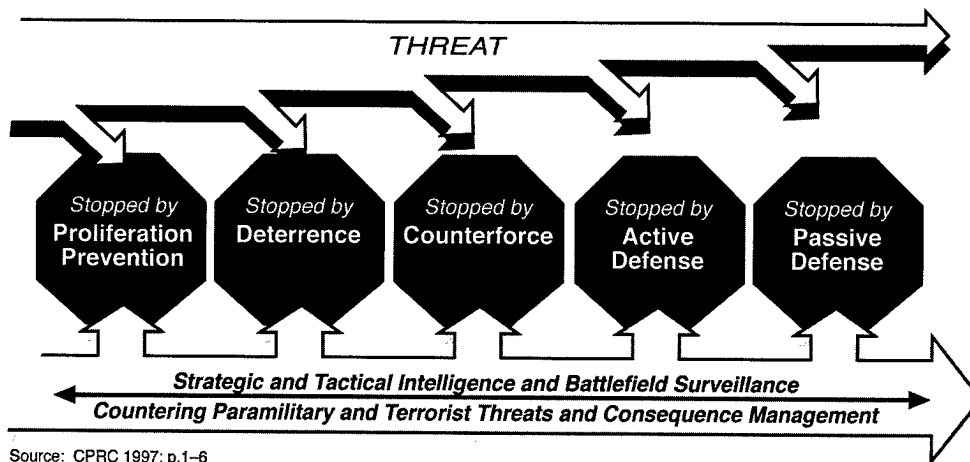 THREAT
Stopped by
Proliferation
Prevention
Stopped by
Deterrence
Stopped by
Counterforce
Stopped by
Active
Defense
Stopped by
Passive
Defense
Strategic and Tactical Intelligence and Battlefield Surveillance
Countering Paramilitary and Terrorist Threats and Consequence Management
Source: CPRC 1997: p.1–6